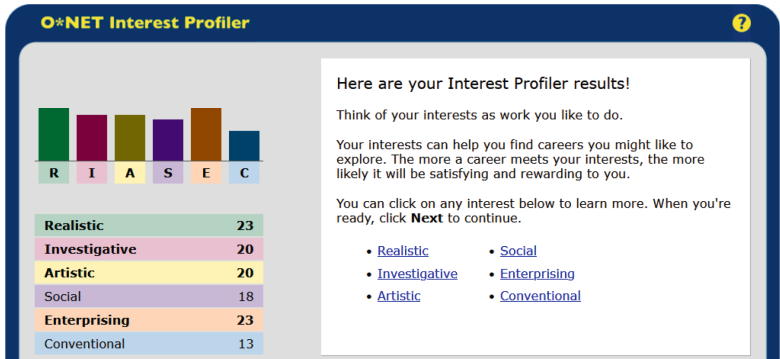 O*NET Interest Profiler
?
R I A S E C
Realistic 23
Investigative 20
Artistic 20
Social 18
Enterprising 23
Conventional 13
Here are your Interest Profiler results!
Think of your interests as work you like to do.
Your interests can help you find careers you might like to
explore. The more a career meets your interests, the more
likely it will be satisfying and rewarding to you.
You can click on any interest below to learn more. When you're
ready, click Next to continue.
• Realistic • Social
• Investigative • Enterprising
• Artistic • Conventional